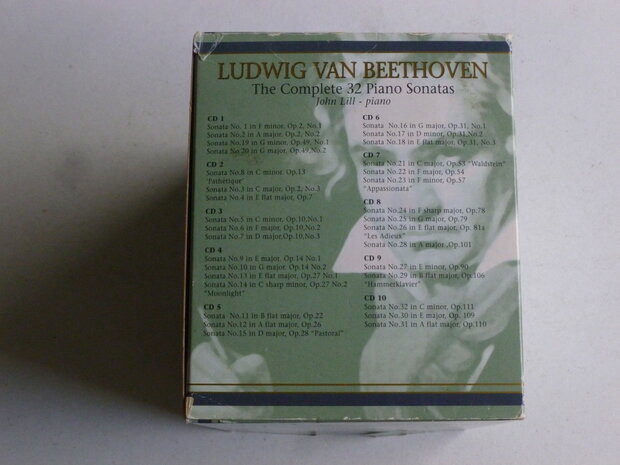 LUDWIG VAN BEETHOVEN
The Complete 32 Piano Sonatas
John Lill - piano
CD 1
Sonata No.1 in F minor, Op.2, No.1
Sonata No.2 in A major, Op.2, No.2
Sonata No.19 in G minor, Op.49, No.1
Sonata No.20 in G major, Op.49, No.2
CD 2
Sonata No.8 in C minor, Op.13
"Pathétique"
Sonata No.3 in C major, Op.2, No.3
Sonata No.4 in E flat major, Op.7
CD 3
Sonata No.5 in C minor, Op.10,No.1
Sonata No.6 in F major, Op.10,No.2
Sonata No.7 in D major,Op.10,No.3
CD 4
Sonata No.9 in E major, Op.14 No.1
Sonata No.10 in G major, Op.14 No.2
Sonata No.13 in E flat major, Op.27 No.1
Sonata No.14 in C sharp minor, Op.27 No.2
"Moonlight"
CD 5
Sonata No.11 in B flat major, Op.22
Sonata No.12 in A flat major, Op.26
Sonata No.15 in D major, Op.28 "Pastoral"
CD 6
Sonata No.16 in G major, Op.31, No.1
Sonata No.17 in D minor, Op.31,No.2
Sonata No.18 in E flat major, Op.31, No.3
CD 7
Sonata No.21 in C major, Op.53 "Waldstein"
Sonata No.22 in F major, Op.54
Sonata No.23 in F minor, Op.57
"Appassionata"
CD 8
Sonata No.24 in F sharp major, Op.78
Sonata No.25 in G major, Op.79
Sonata No.26 in E flat major, Op. 81a
"Les Adieux"
Sonata No.28 in A major ,Op.101
CD 9
Sonata No.27 in E minor, Op.90
Sonata No.29 in B flat major, Op.106
"Hammerklavier"
CD 10
Sonata No.32 in C minor, Op.111
Sonata No.30 in E major, Op. 109
Sonata No.31 in A flat major, Op.110